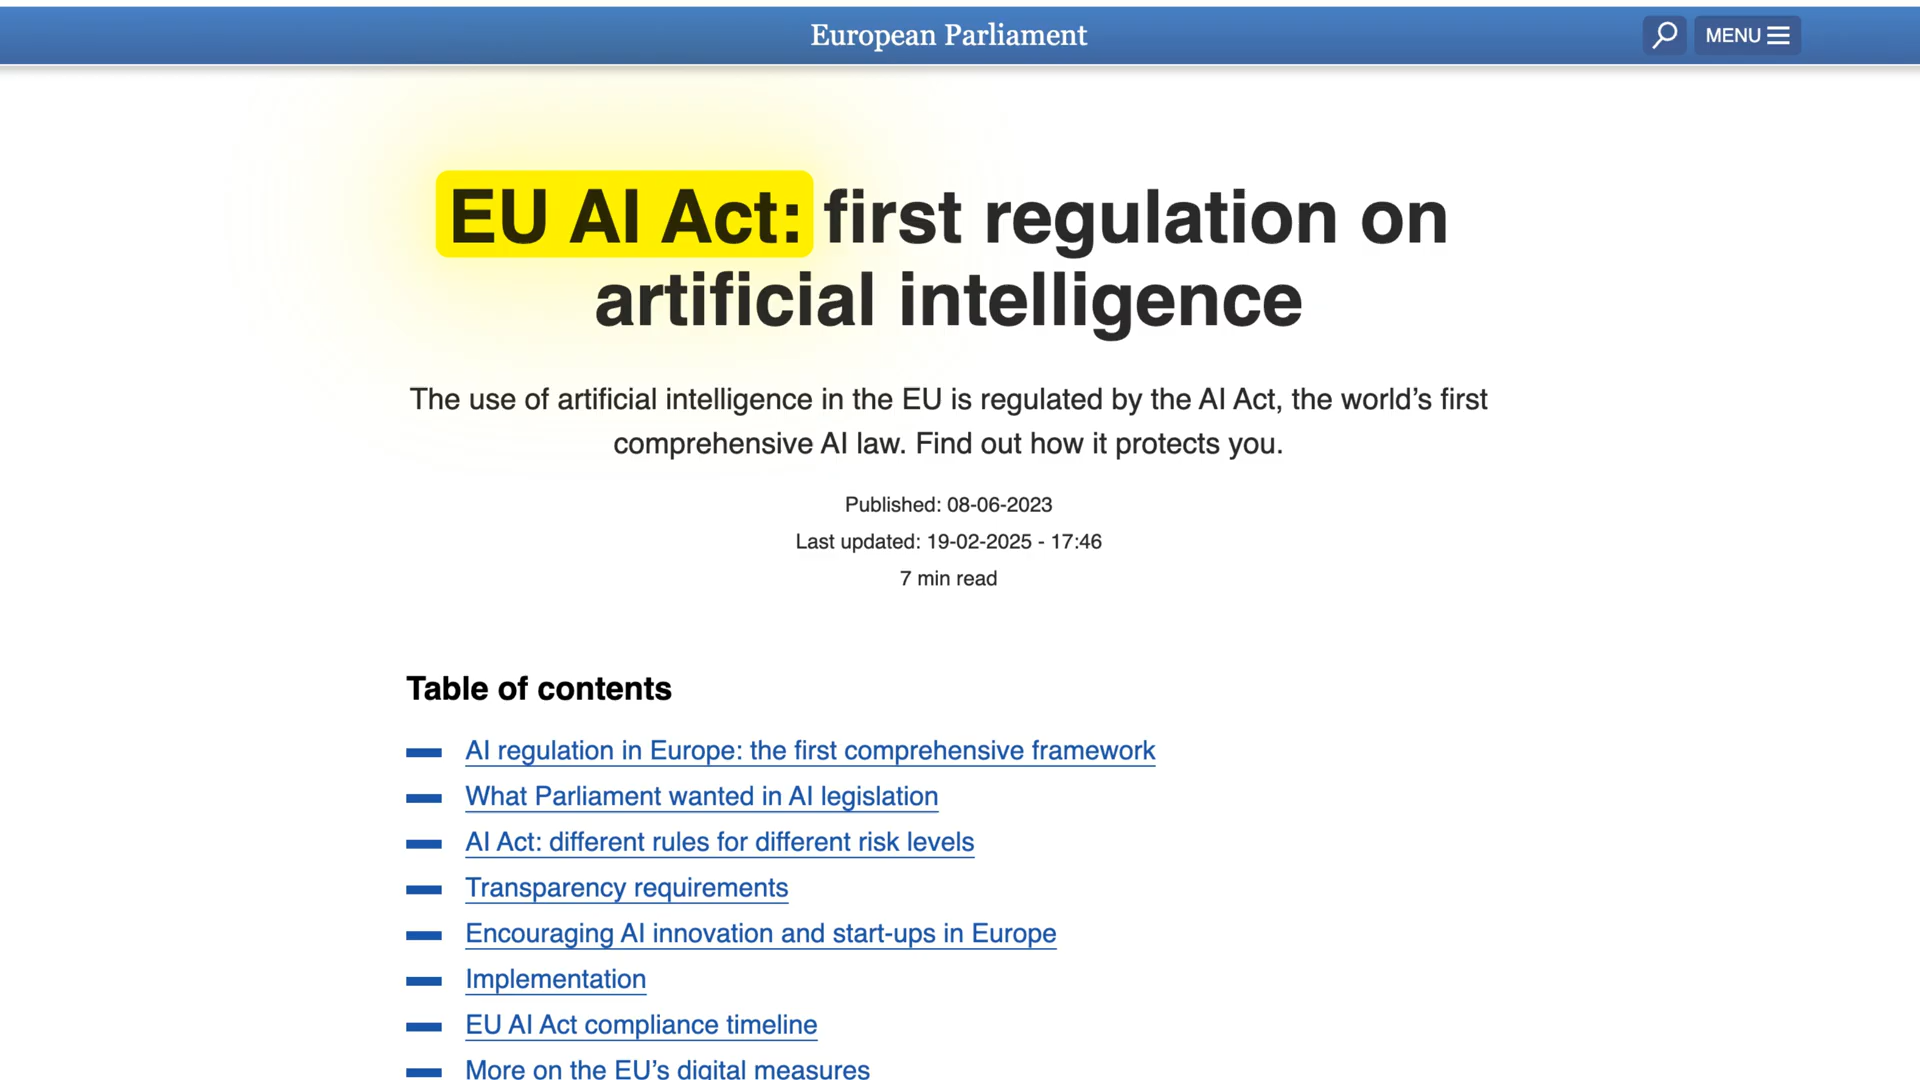 European Parliament
MENU
EU AI Act: first regulation on
artificial intelligence
The use of artificial intelligence in the EU is regulated by the AI Act, the world’s first
comprehensive AI law. Find out how it protects you.
Published: 08-06-2023
Last updated: 19-02-2025 - 17:46
7 min read
Table of contents
AI regulation in Europe: the first comprehensive framework
What Parliament wanted in AI legislation
AI Act: different rules for different risk levels
Transparency requirements
Encouraging AI innovation and start-ups in Europe
Implementation
EU AI Act compliance timeline
More on the EU’s digital measures